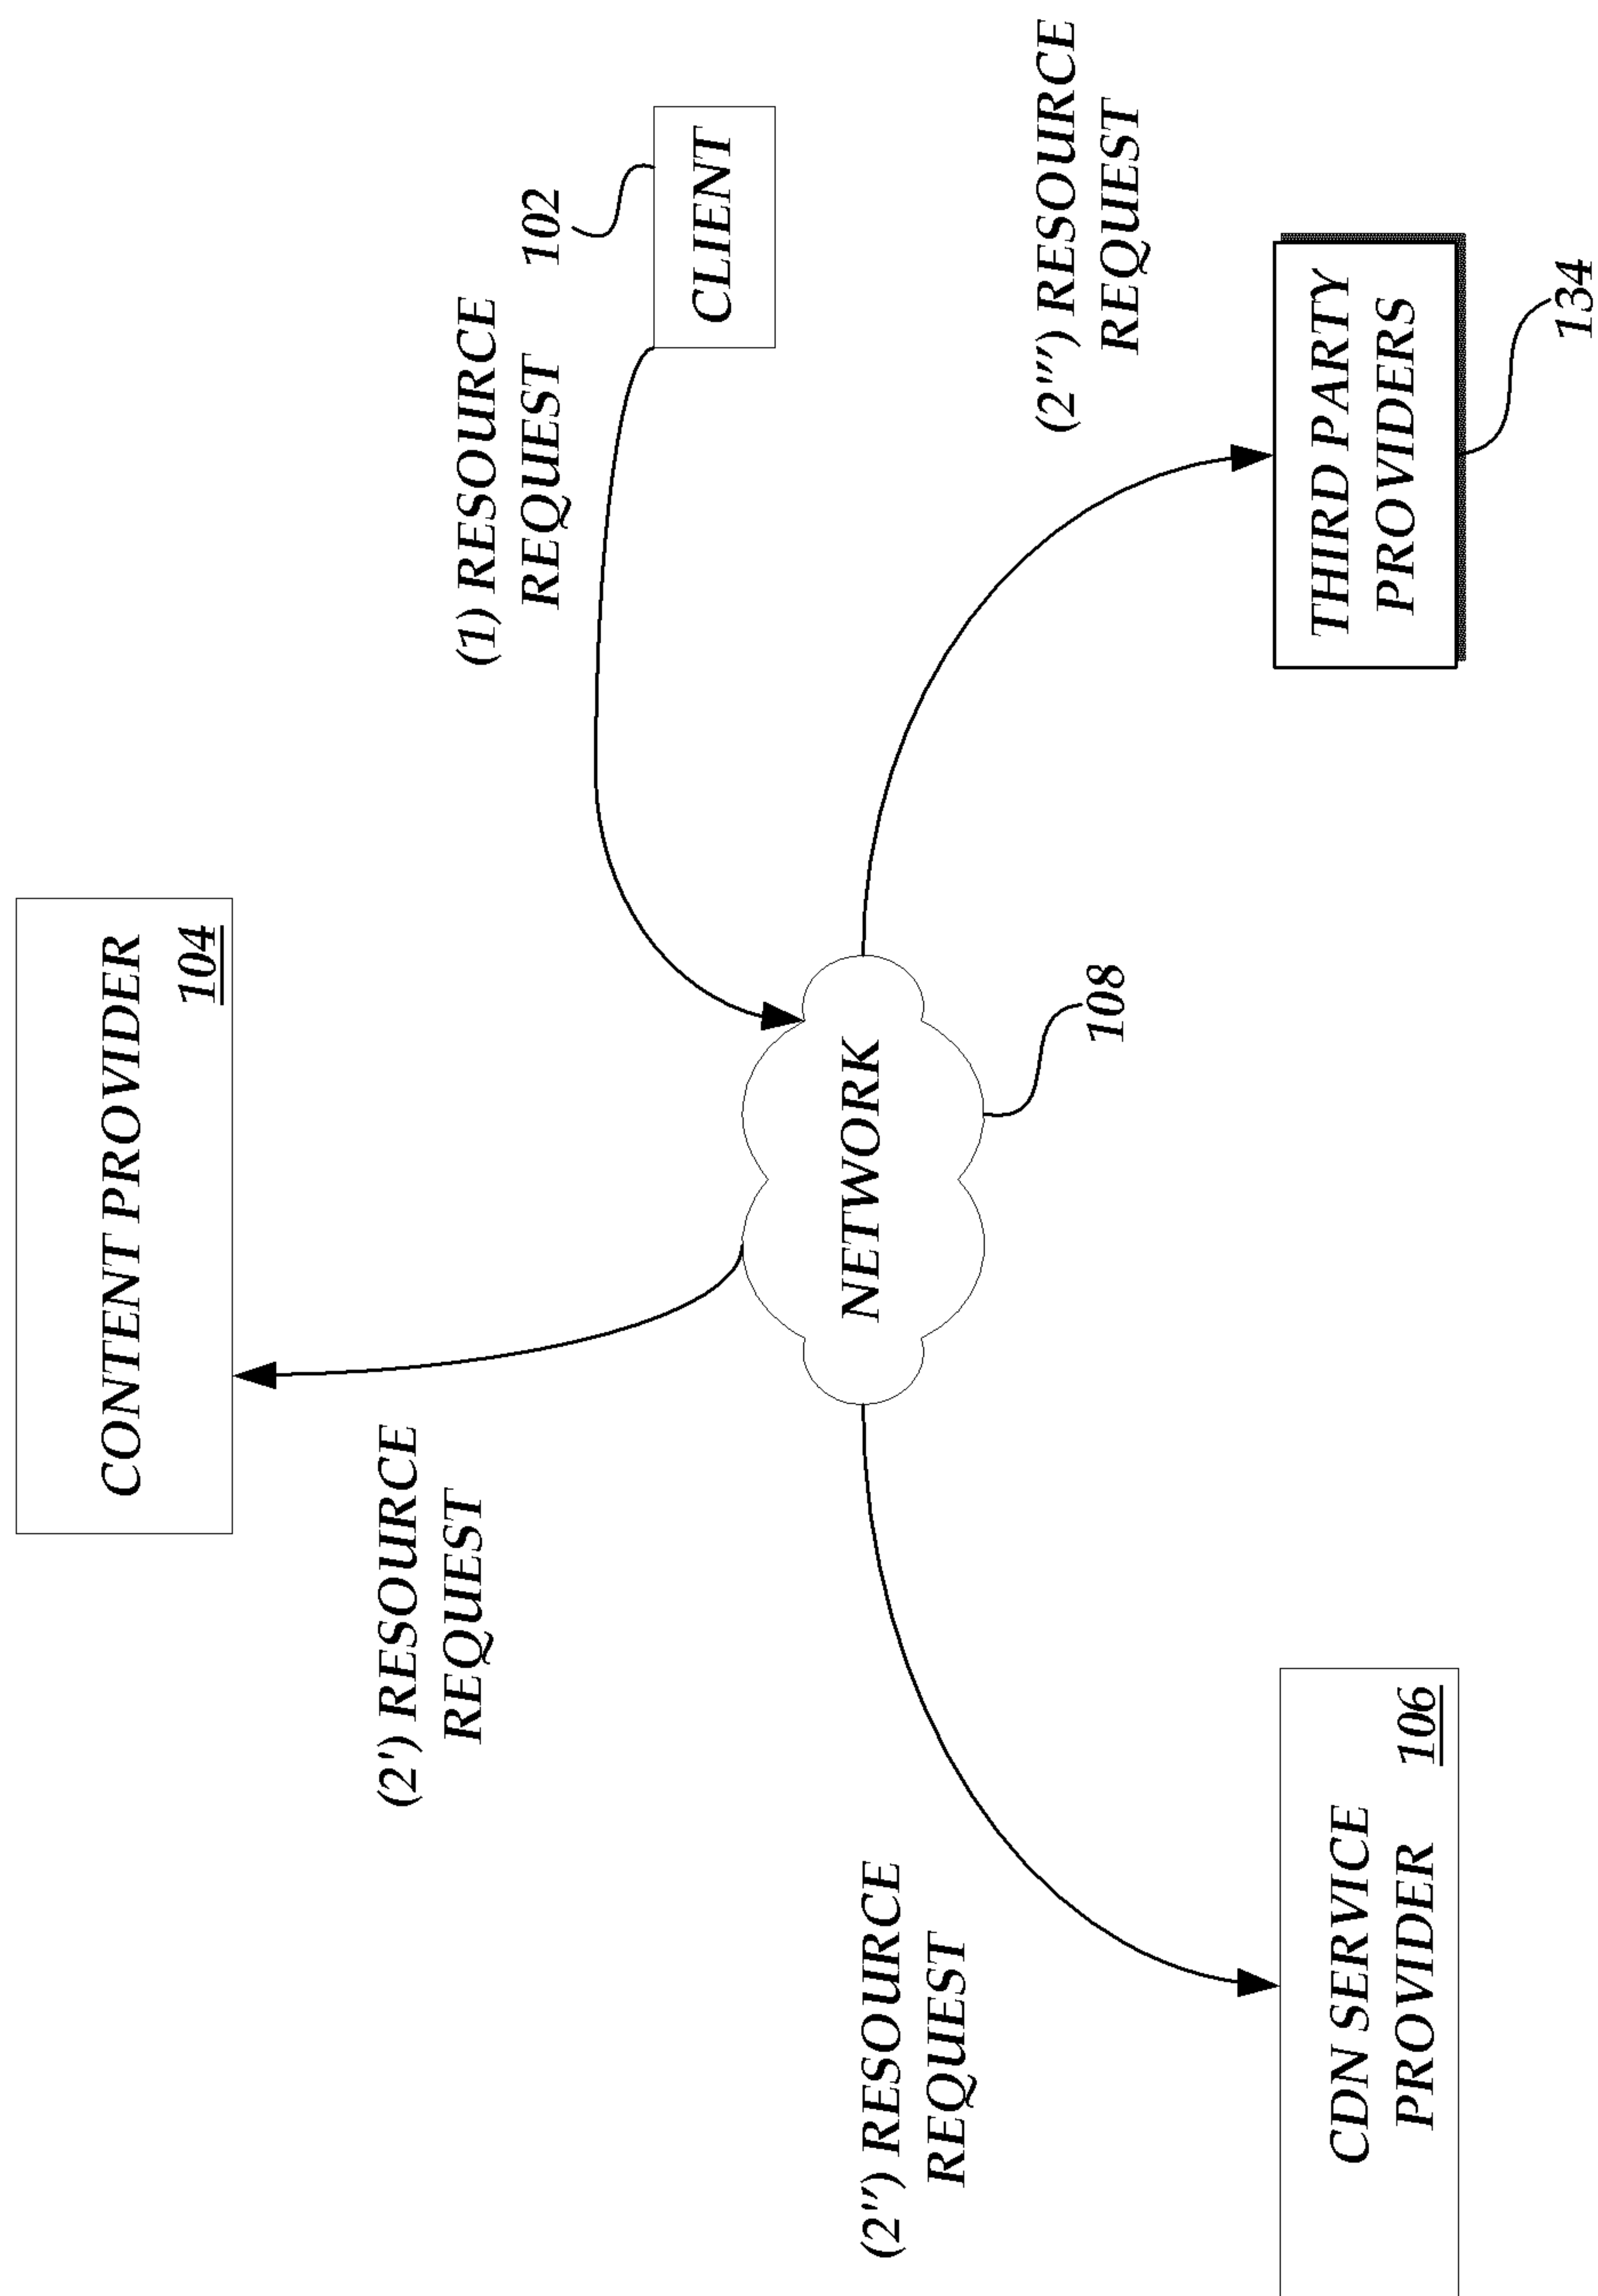 CONTENT PROVIDER
104
(1) RESOURCE
REQUEST
102
CLIENT
(2') RESOURCE
REQUEST
NETWORK
108
(2'') RESOURCE
REQUEST
(2''') RESOURCE
REQUEST
CDN SERVICE
PROVIDER
106
THIRD PARTY
PROVIDERS
134